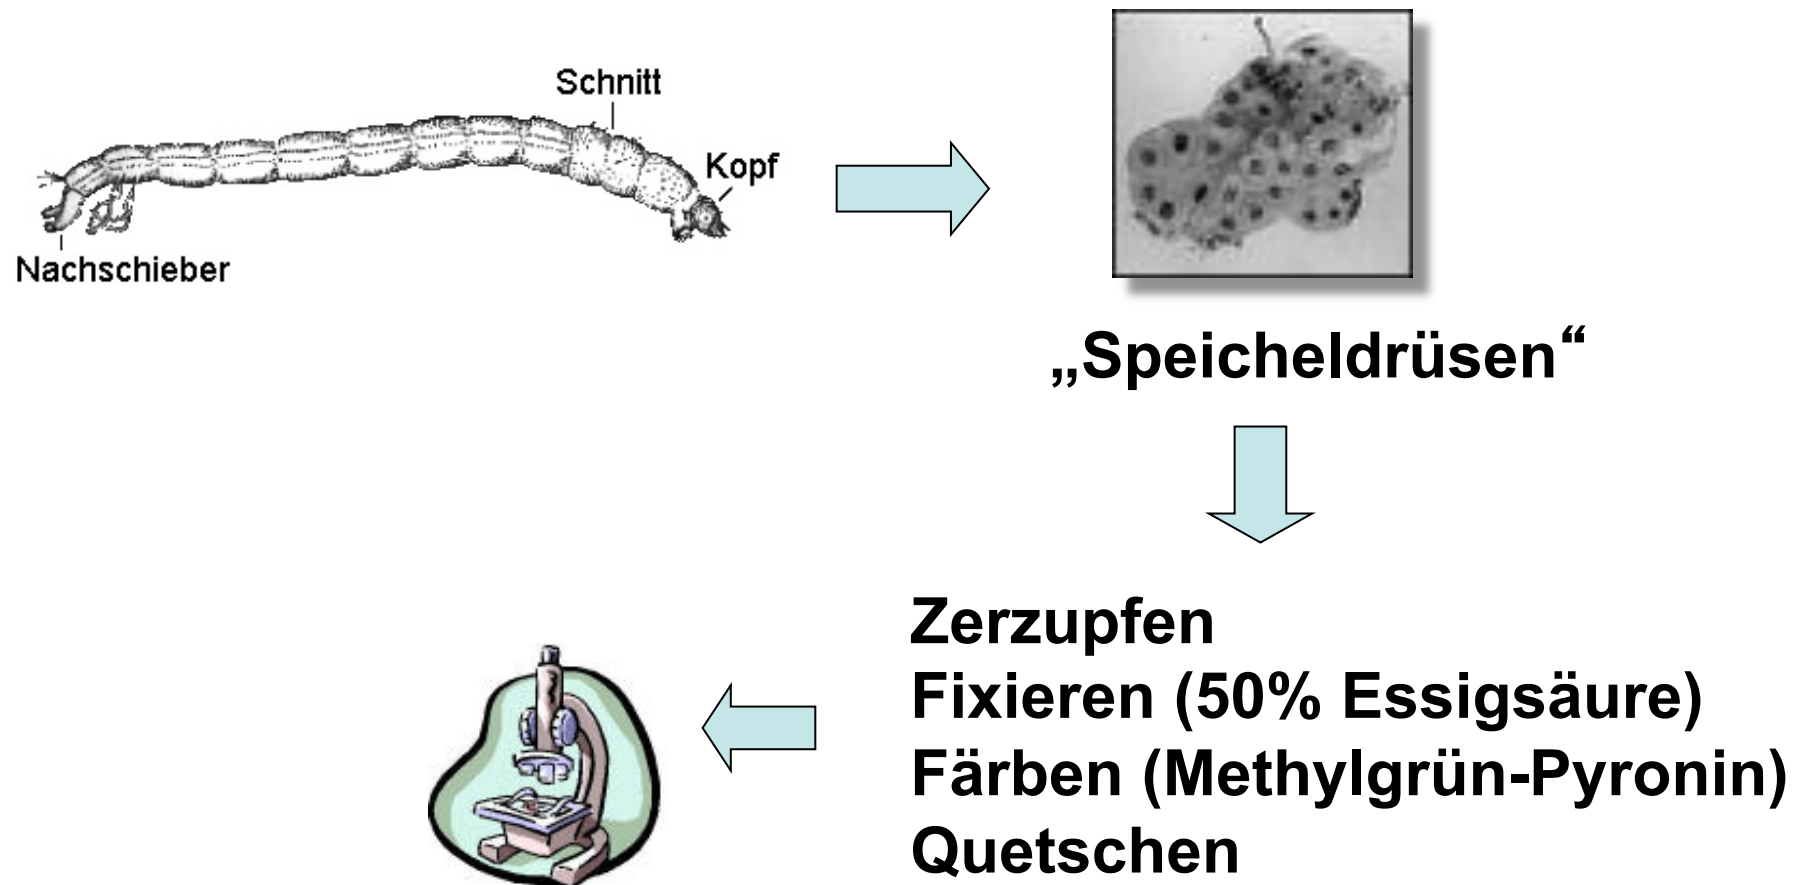 Schnitt
Kopf
Nachschieber
„Speicheldrüsen“
Zerzupfen
Fixieren (50% Essigsäure)
Färben (Methylgrün-Pyronin)
Quetschen